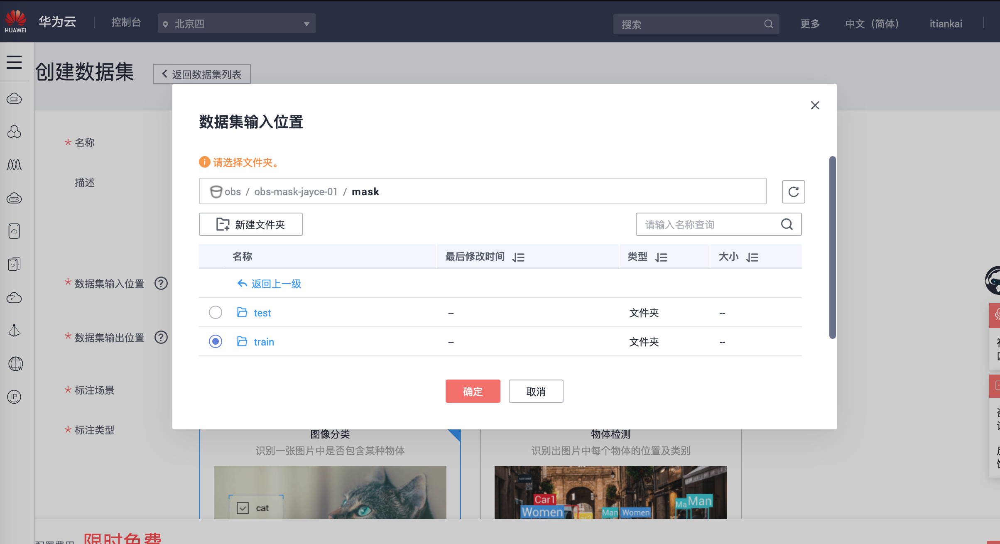 HUAWEI 华为云 控制台 北京四 搜索 更多 中文（简体） itiankai
创建数据集 返回数据集列表
* 名称
描述
* 数据集输入位置
* 数据集输出位置
* 标注场景
* 标注类型
数据集输入位置
请选择文件夹。
obs / obs-mask-jayce-01 / mask
新建文件夹 请输入名称查询
名称 最后修改时间 类型 大小
返回上一级
test -- 文件夹 --
train -- 文件夹 --
确定 取消
图像分类
识别一张图片中是否包含某种物体
cat
物体检测
识别出图片中每个物体的位置及类别
Car1
Women
Man Women
Ma Man
W
IP
配置费用 限时免费